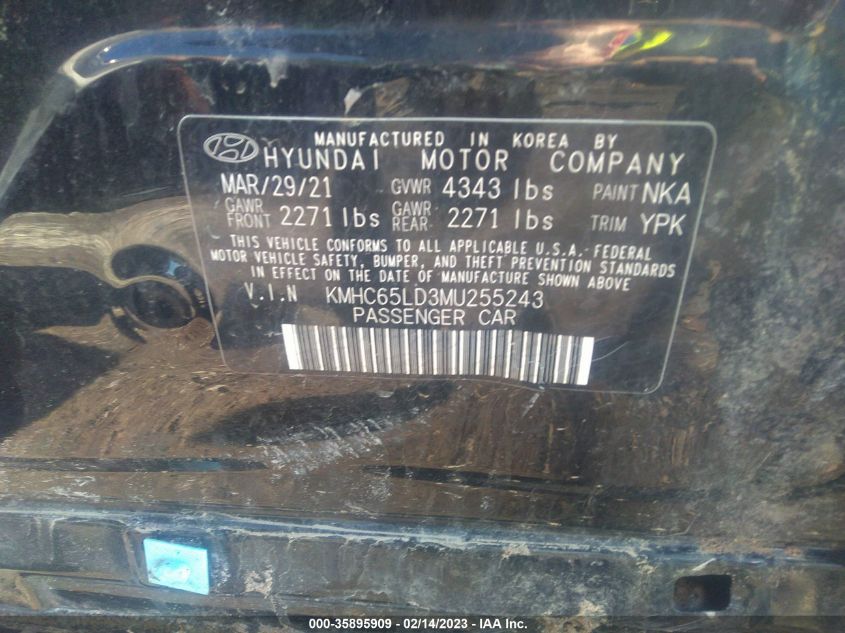 MANUFACTURED IN KOREA BY
HYUNDAI MOTOR COMPANY
MAR/29/21 GVWR 4343 lbs PAINT NKA
GAWR FRONT 2271 lbs GAWR REAR 2271 lbs TRIM YPK
THIS VEHICLE CONFORMS TO ALL APPLICABLE U.S.A. FEDERAL
MOTOR VEHICLE SAFETY, BUMPER, AND THEFT PREVENTION STANDARDS
IN EFFECT ON THE DATE OF MANUFACTURE SHOWN ABOVE
V.I.N KMHC65LD3MU255243
PASSENGER CAR
000-35895909 - 02/14/2023 - © IAA Inc.